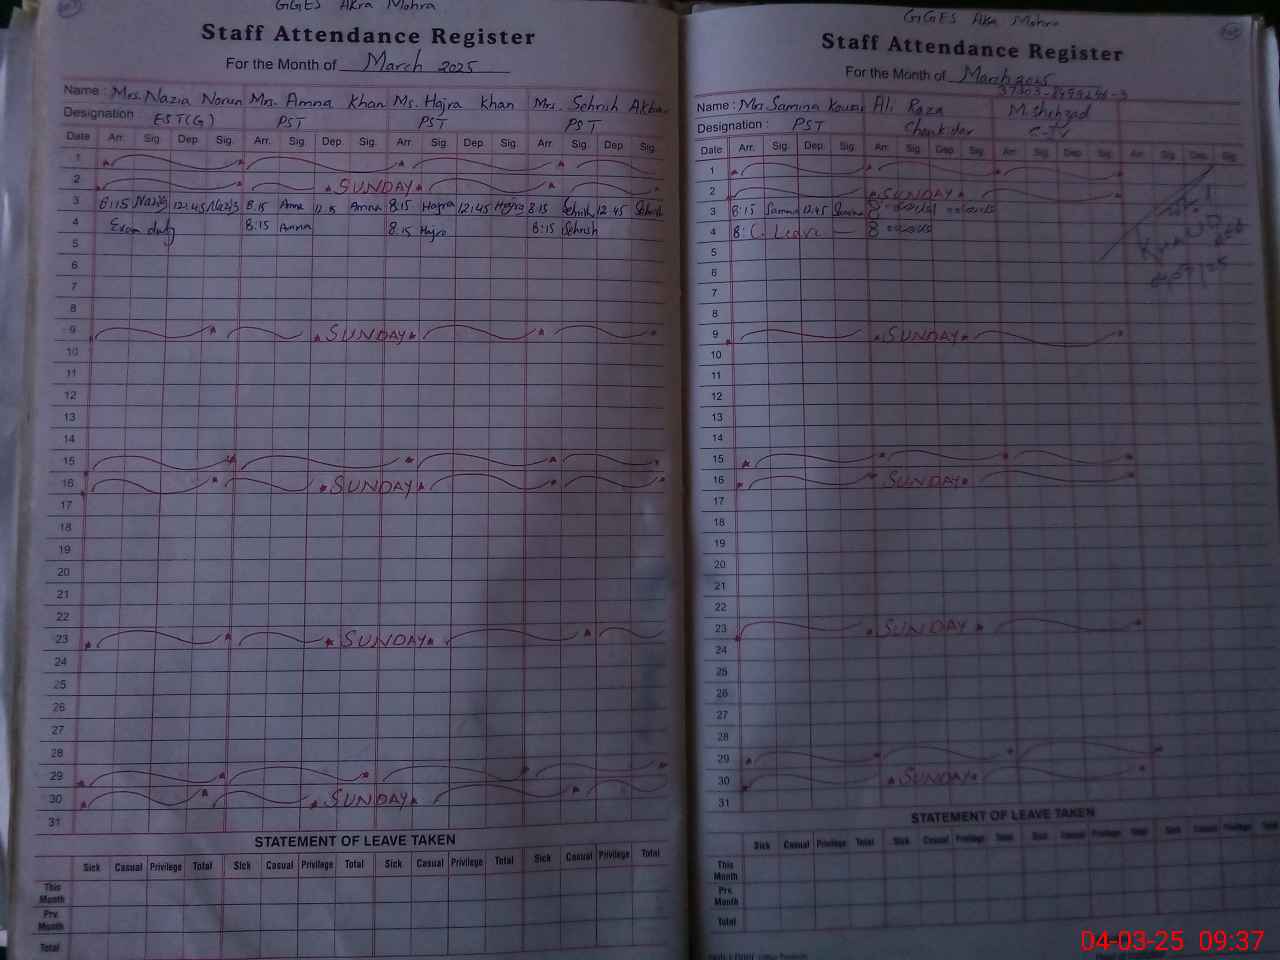 GGES Akra Mohra
Staff Attendance Register
For the Month of March 2025
Name : Mrs. Nazia Noreen Mrs. Amna Khan Ms. Hajra Khan Mrs. Sehrish Akhtar
Designation : EST(G) PST PST PST
Date Arr. Sig. Dep. Sig. Arr. Sig. Dep. Sig. Arr. Sig. Dep. Sig. Arr. Sig. Dep. Sig.
1
2 SUNDAY
3 8:15 Nazia 12:45 Nazia 8:15 Amna 12:45 Amna 8:15 Hajra 12:45 Hajra 8:15 Sehrish 12:45 Sehrish
4 Exam duty 8:15 Amna 8:15 Hajra 8:15 Sehrish
5
6
7
8
9 SUNDAY
10
11
12
13
14
15
16 SUNDAY
17
18
19
20
21
22
23 SUNDAY
24
25
26
27
28
29
30 SUNDAY
31
STATEMENT OF LEAVE TAKEN
Sick Casual Privilege Total Sick Casual Privilege Total Sick Casual Privilege Total Sick Casual Privilege Total
This Month
Prv. Month
Total
GGES Akra Mohra
Staff Attendance Register
For the Month of March 2025
Name : Mrs Samina Kousar Ali Raza M. Shehzad
Designation : PST Chowkidar
Date Arr. Sig. Dep. Sig. Arr. Sig. Dep. Sig. Arr. Sig. Dep. Sig. Arr. Sig. Dep. Sig.
1
2 SUNDAY
3 8:15 Samina 12:45 Samina 8
4 8: C. Leave 8
5
6
7
8
9 SUNDAY
10
11
12
13
14
15
16 SUNDAY
17
18
19
20
21
22
23 SUNDAY
24
25
26
27
28
29
30 SUNDAY
31
STATEMENT OF LEAVE TAKEN
Sick Casual Privilege Total Sick Casual Privilege Total Sick Casual Privilege Total
This Month
Prv. Month
Total
04-03-25 09:37